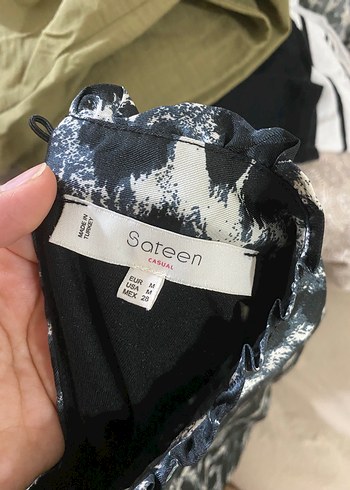 MADE IN
TURKEY
Sateen
CASUAL
EUR M
USA M
MEX 28